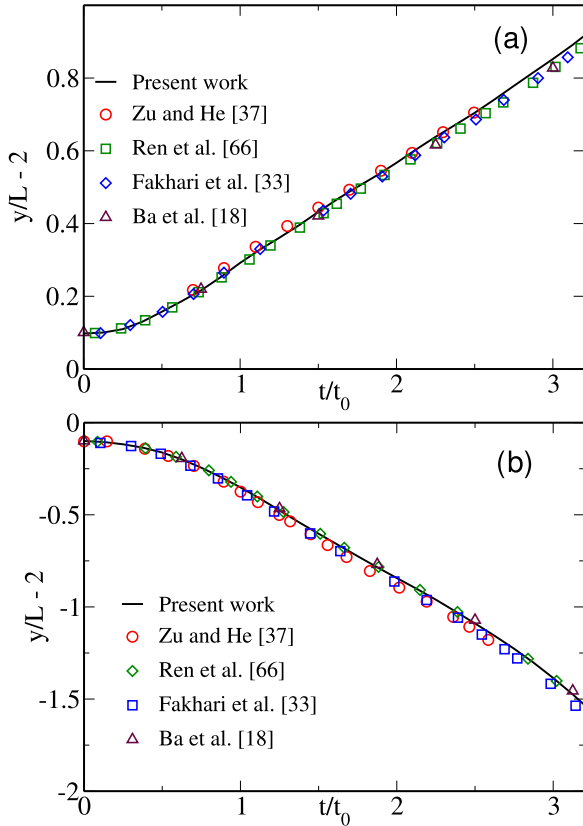 (a)
Present work
Zu and He [37]
Ren et al. [66]
Fakhari et al. [33]
Ba et al. [18]
y/L - 2
0.8
0.6
0.4
0.2
0
0 1 2 3
t/t0
(b)
Present work
Zu and He [37]
Ren et al. [66]
Fakhari et al. [33]
Ba et al. [18]
y/L - 2
0
-0.5
-1
-1.5
-2
0 1 2 3
t/t0